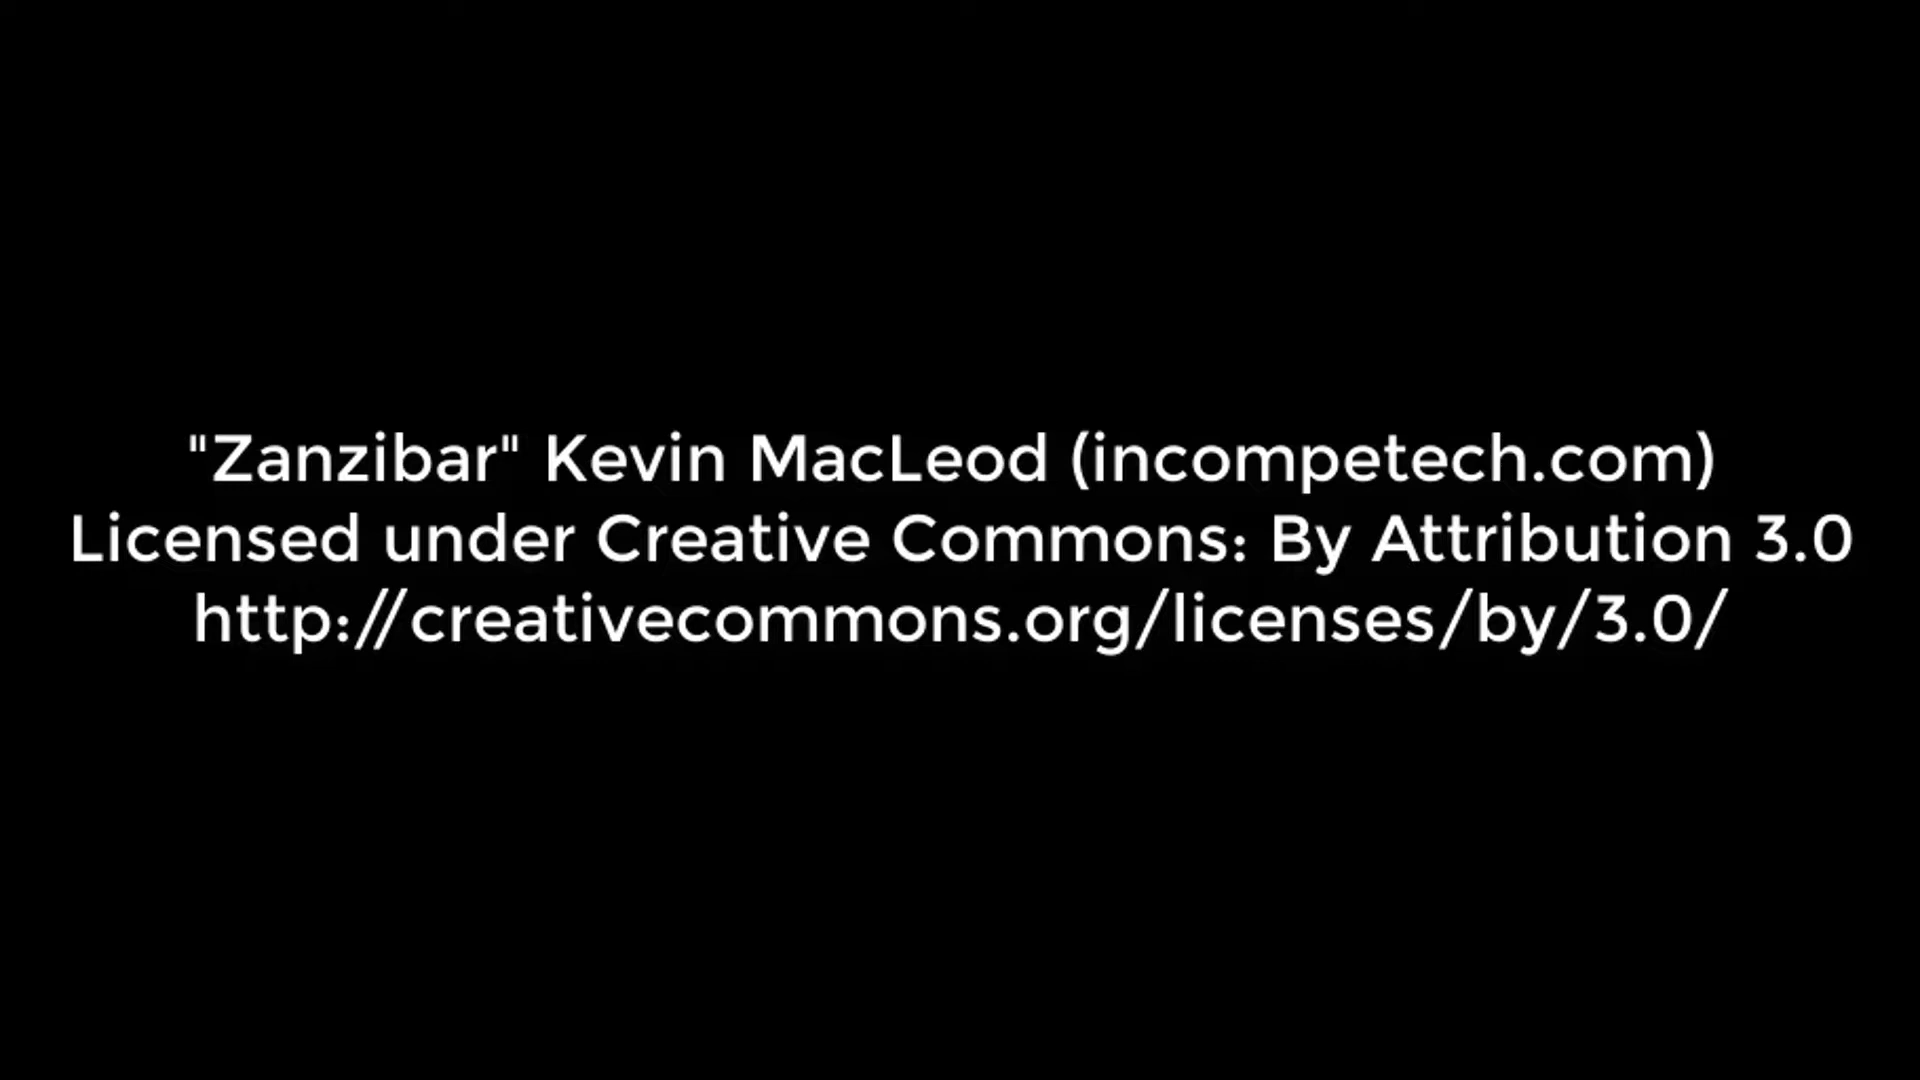 "Zanzibar" Kevin MacLeod (incompetech.com)
Licensed under Creative Commons: By Attribution 3.0
http://creativecommons.org/licenses/by/3.0/